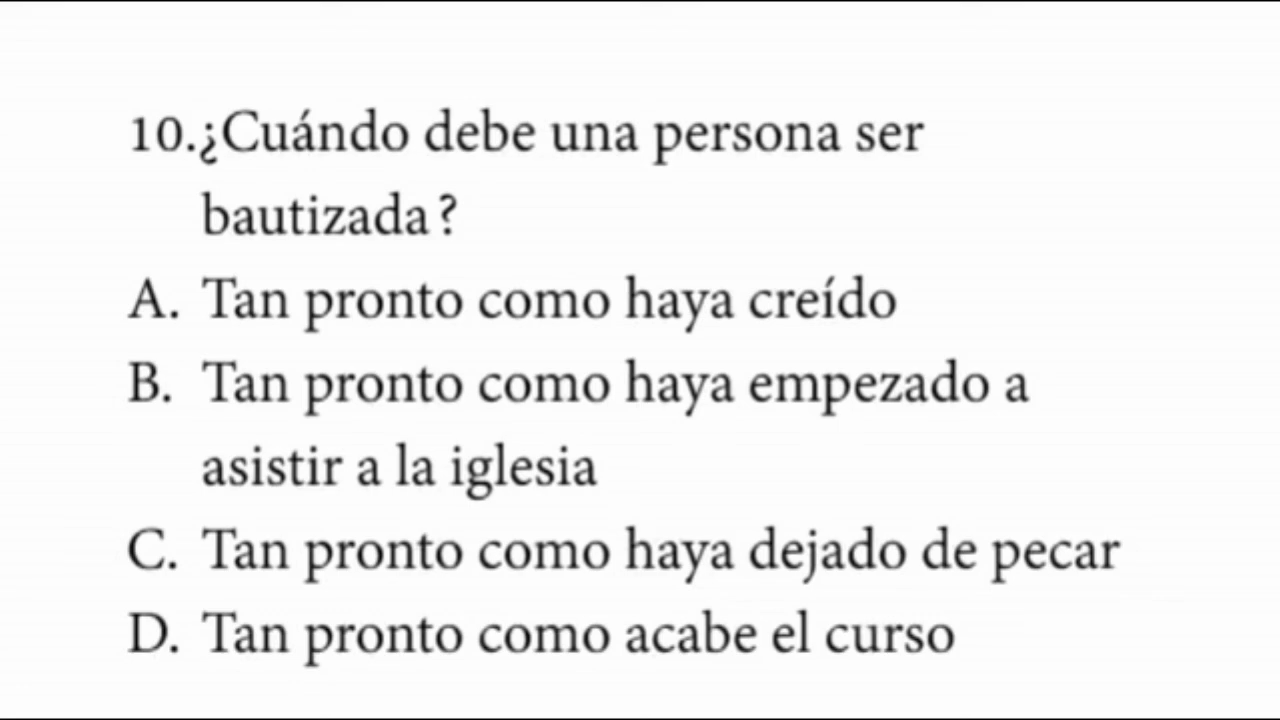 10.¿Cuándo debe una persona ser
bautizada?
A. Tan pronto como haya creído
B. Tan pronto como haya empezado a
asistir a la iglesia
C. Tan pronto como haya dejado de pecar
D. Tan pronto como acabe el curso